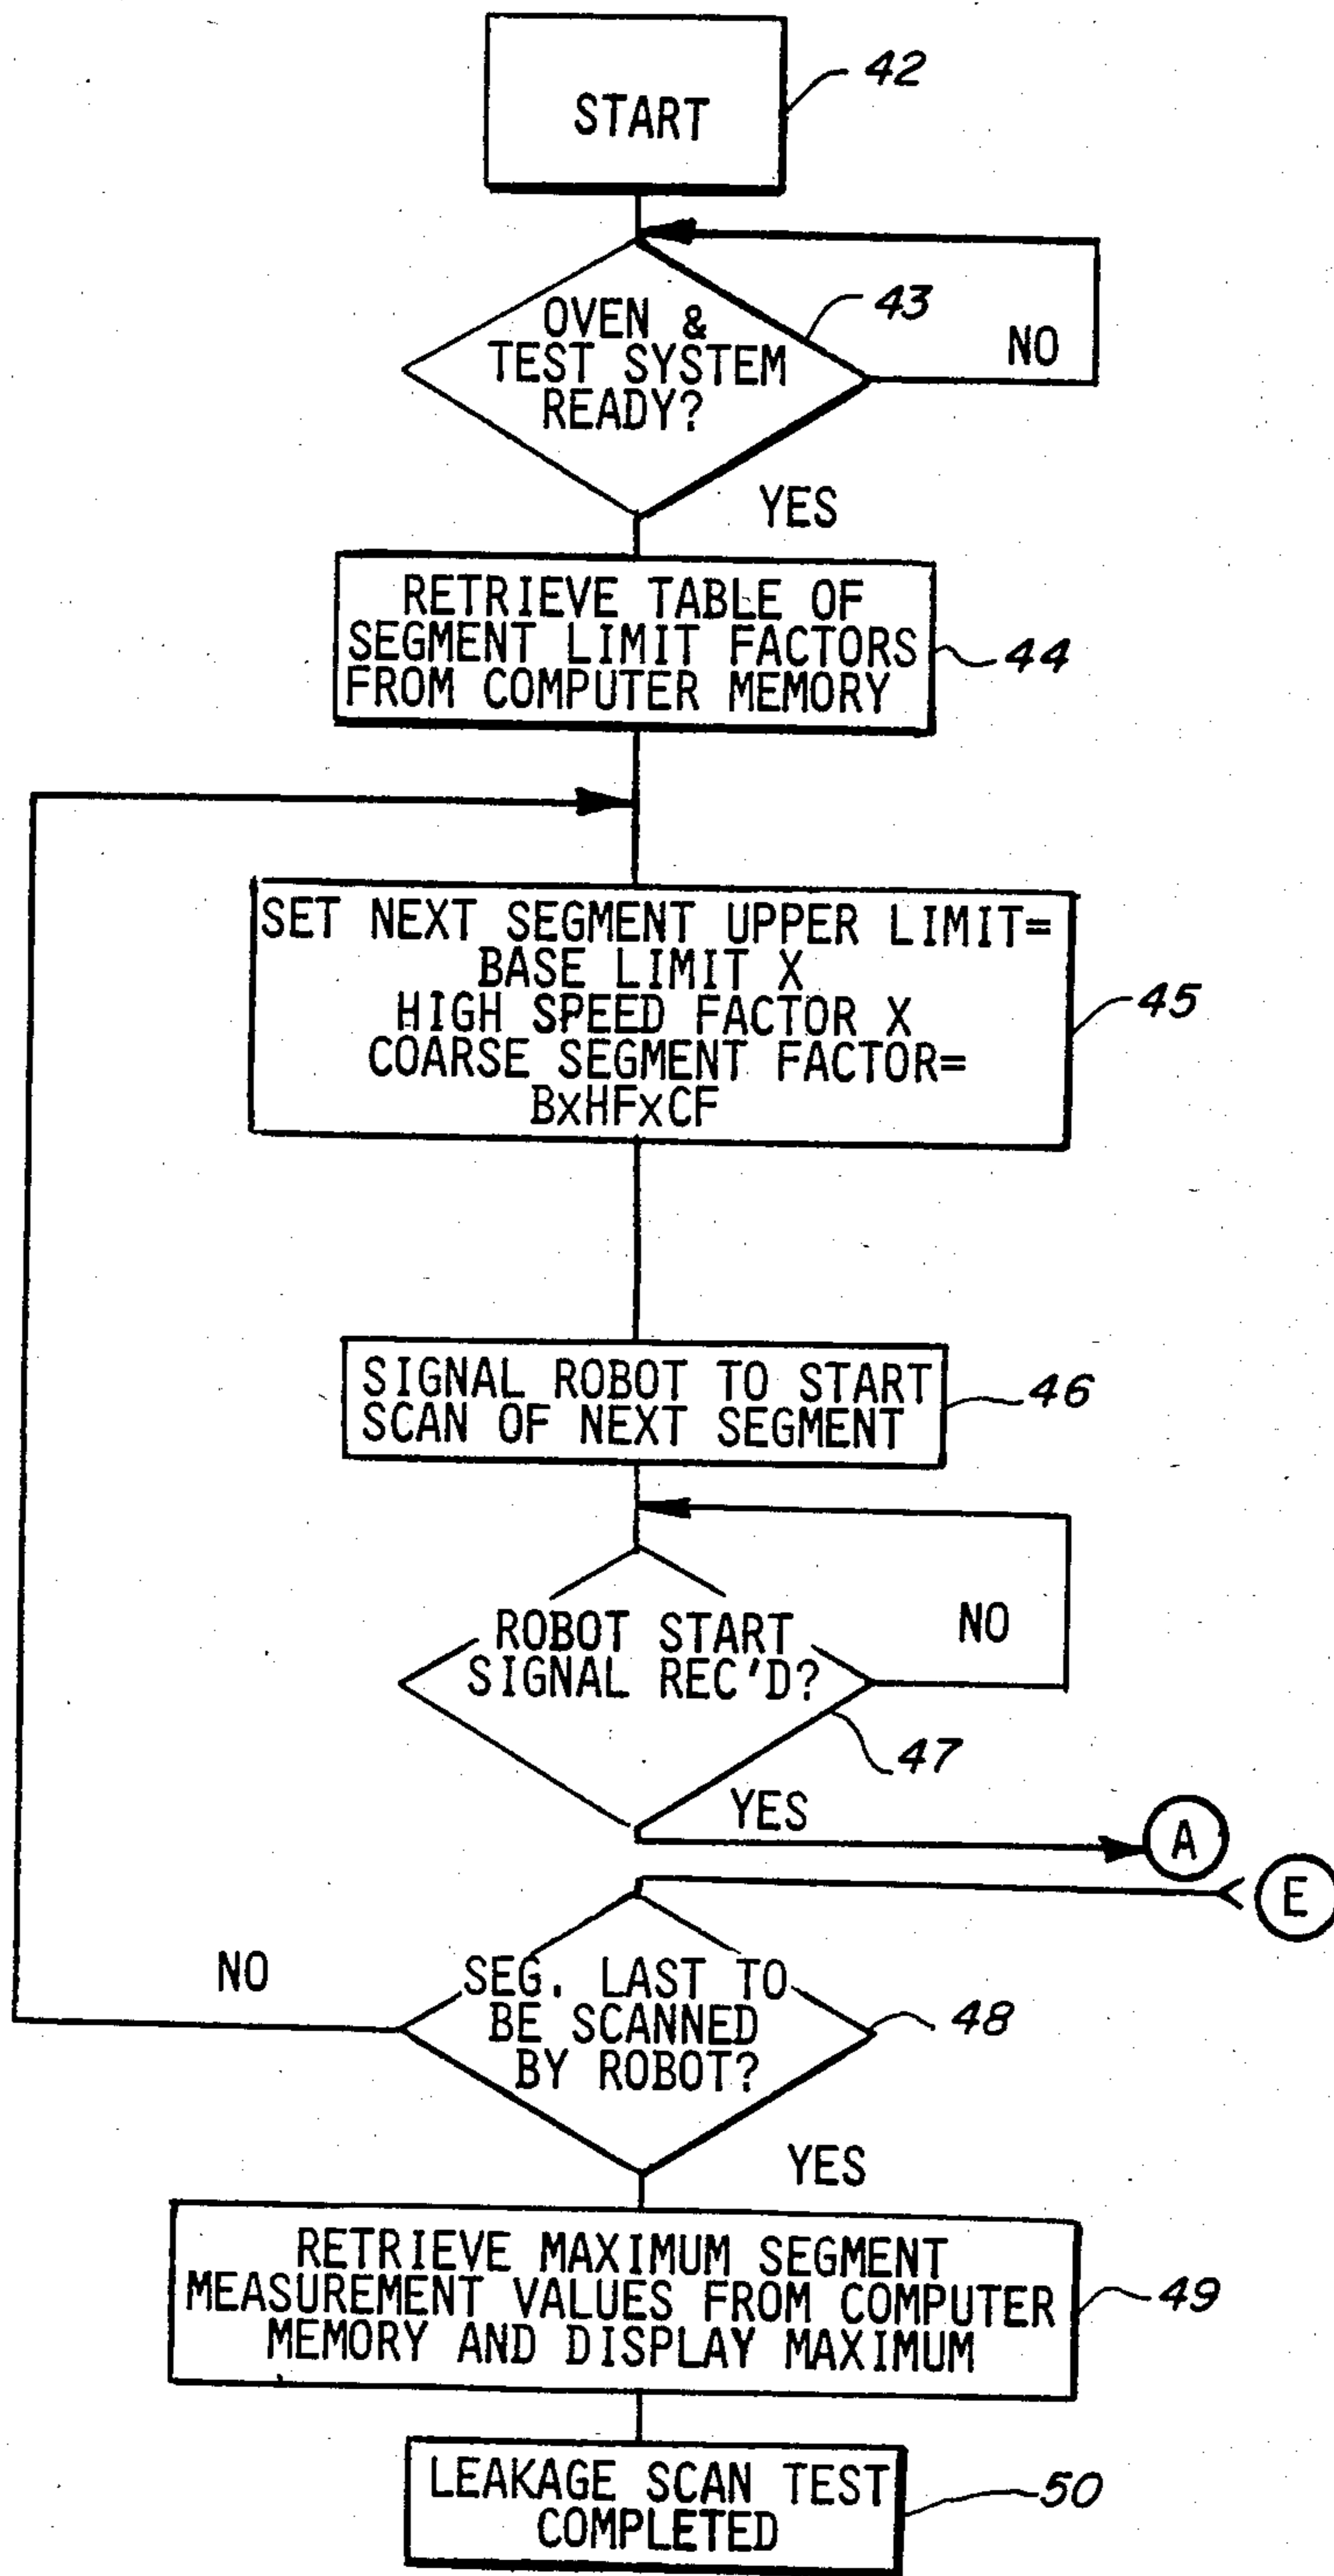 START
42
OVEN &
TEST SYSTEM
READY?
43
NO
YES
RETRIEVE TABLE OF
SEGMENT LIMIT FACTORS
FROM COMPUTER MEMORY
44
SET NEXT SEGMENT UPPER LIMIT=
BASE LIMIT X
HIGH SPEED FACTOR X
COARSE SEGMENT FACTOR=
BxHFxCF
45
SIGNAL ROBOT TO START
SCAN OF NEXT SEGMENT
46
ROBOT START
SIGNAL REC'D?
NO
47
YES
A
E
NO
SEG. LAST TO
BE SCANNED
BY ROBOT?
48
YES
RETRIEVE MAXIMUM SEGMENT
MEASUREMENT VALUES FROM COMPUTER
MEMORY AND DISPLAY MAXIMUM
49
LEAKAGE SCAN TEST
COMPLETED
50